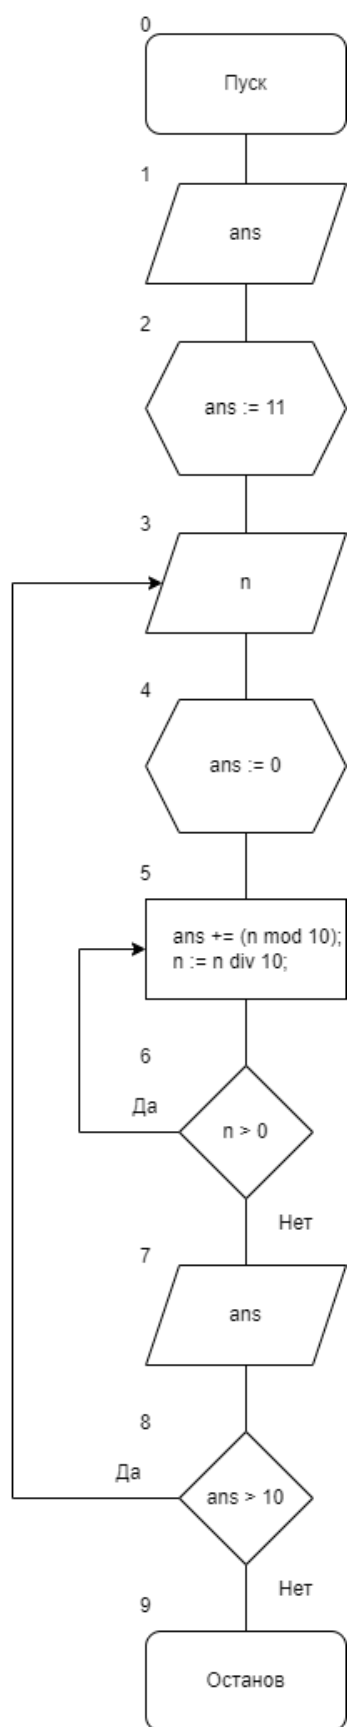 0
Пуск
1
ans
2
ans := 11
3
n
4
ans := 0
5
ans += (n mod 10);
n := n div 10;
6
Да
n > 0
Нет
7
ans
8
Да
ans > 10
Нет
9
Останов